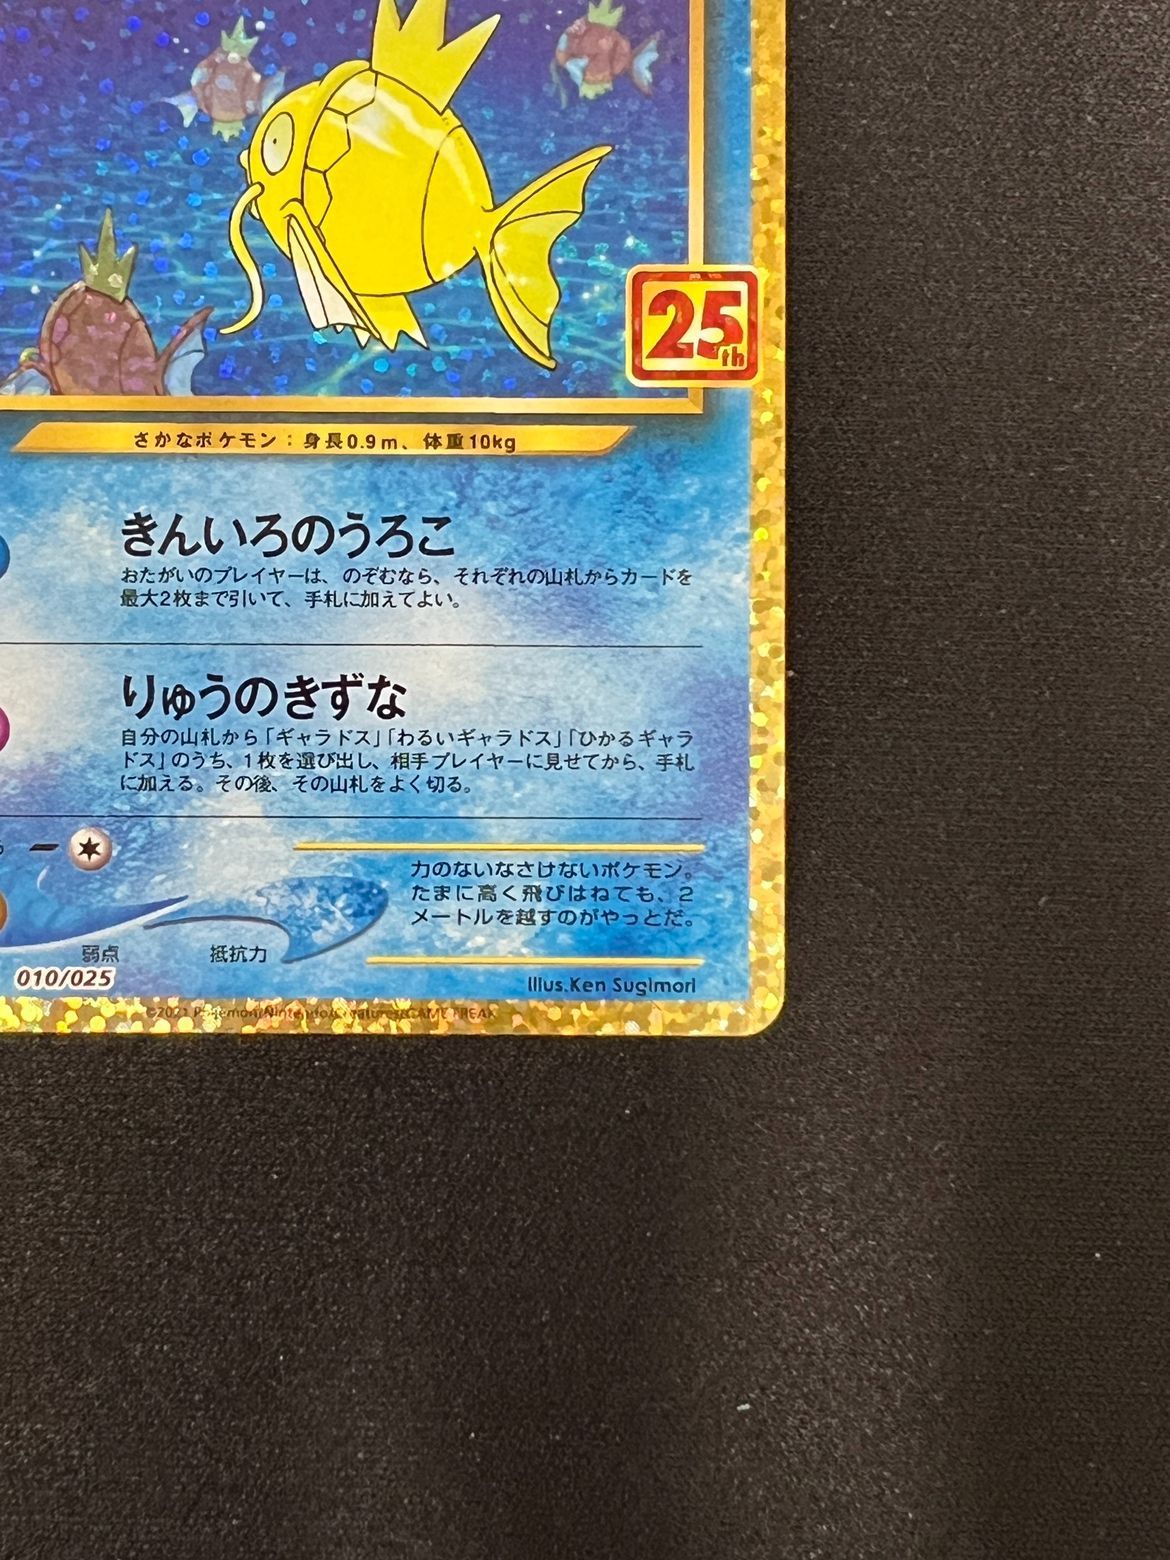 25th
さかなポケモン：身長0.9m、体重10kg
きんいろのうろこ
おたがいのプレイヤーは、のぞむなら、それぞれの山札からカードを
最大2枚まで引いて、手札に加えてよい。
りゅうのきずな
自分の山札から「ギャラドス」「わるいギャラドス」「ひかるギャラ
ドス」のうち、1枚を選び出し、相手プレイヤーに見せてから、手札
に加える。その後、その山札をよく切る。
力のないなさけないポケモン。
たまに高く飛びはねても、2
メートルを越すのがやっとだ。
弱点 抵抗力
010/025
Illus.Ken Sugimori
©2021 Pokémon/Nintendo/Creatures/GAME FREAK